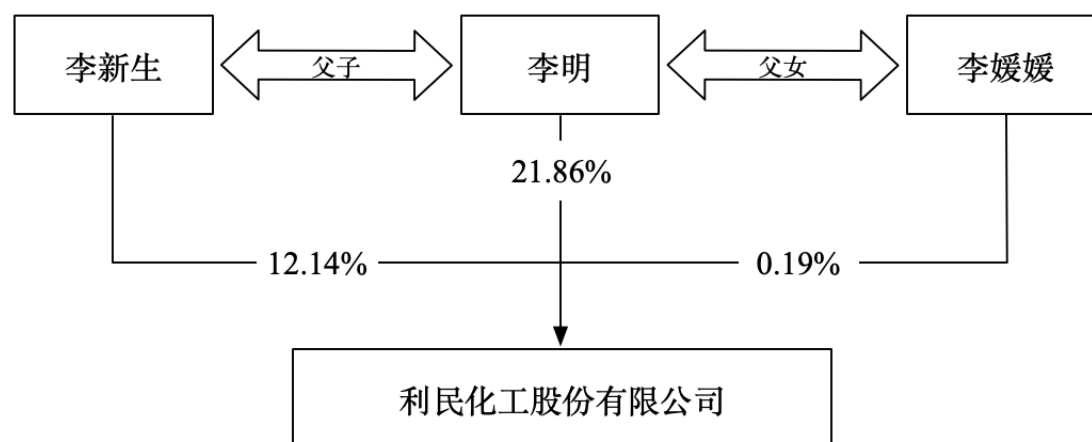 李新生
父子
李明
父女
李媛媛
21.86%
12.14%
0.19%
利民化工股份有限公司